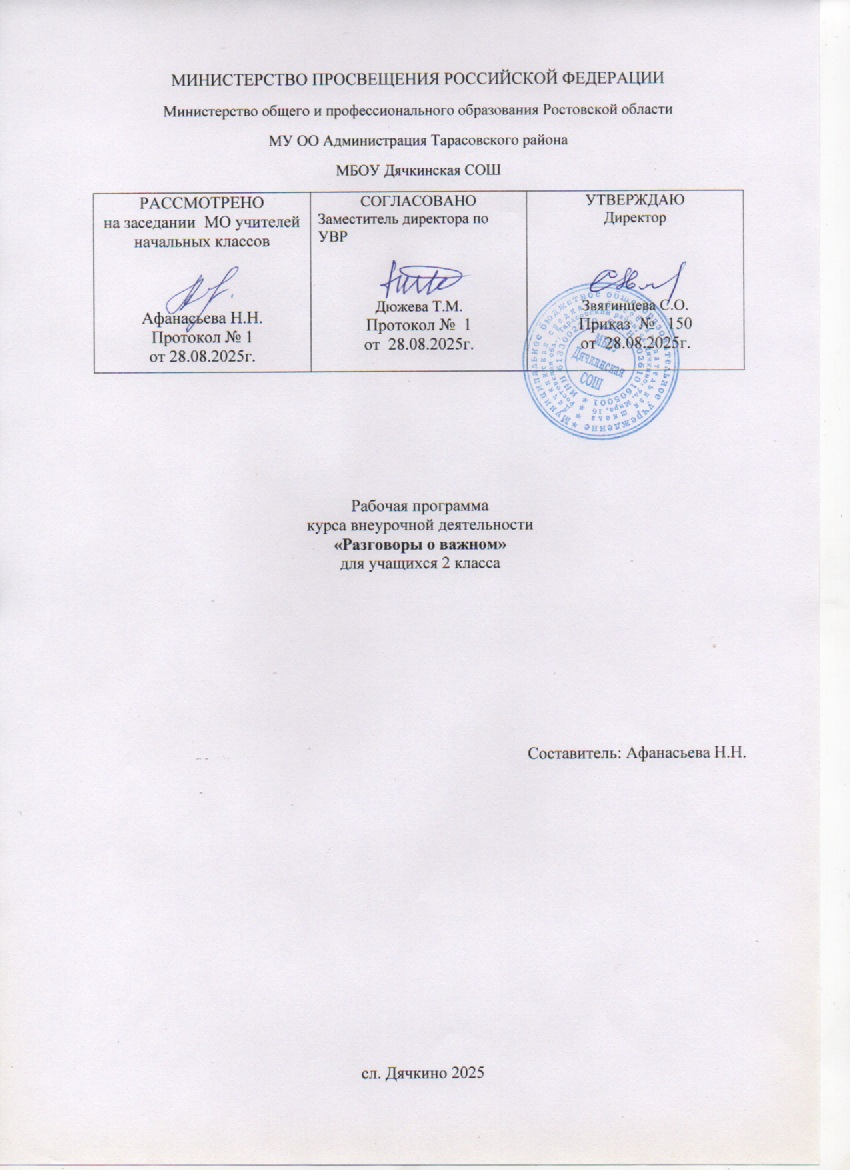 МИНИСТЕРСТВО ПРОСВЕЩЕНИЯ РОССИЙСКОЙ ФЕДЕРАЦИИ
Министерство общего и профессионального образования Ростовской области
МУ ОО Администрация Тарасовского района
МБОУ Дячкинская СОШ
РАССМОТРЕНО
на заседании МО учителей
начальных классов
Афанасьева Н.Н.
Протокол № 1
от 28.08.2025г.
СОГЛАСОВАНО
Заместитель директора по
УВР
Дюжева Т.М.
Протокол № 1
от 28.08.2025г.
УТВЕРЖДАЮ
Директор
Звягинцева С.О.
Приказ № 150
от 28.08.2025г.
Дячкинская
СОШ
Рабочая программа
курса внеурочной деятельности
«Разговоры о важном»
для учащихся 2 класса
Составитель: Афанасьева Н.Н.
сл. Дячкино 2025